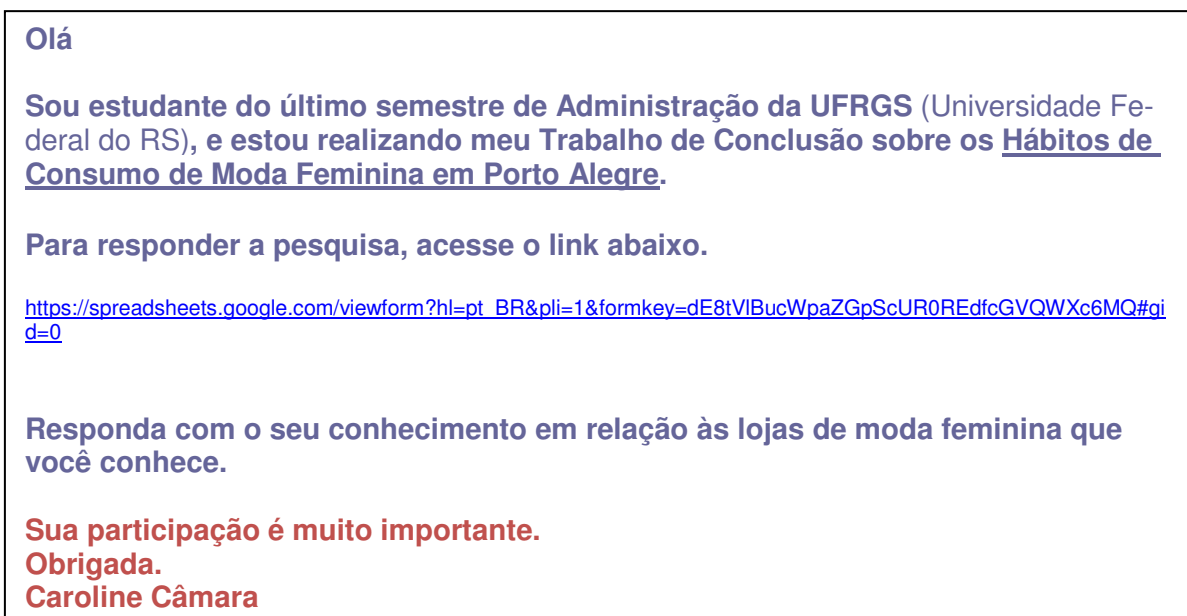 Olá
Sou estudante do último semestre de Administração da UFRGS (Universidade Fe-
deral do RS), e estou realizando meu Trabalho de Conclusão sobre os Hábitos de
Consumo de Moda Feminina em Porto Alegre.
Para responder a pesquisa, acesse o link abaixo.
https://spreadsheets.google.com/viewform?hl=pt_BR&pli=1&formkey=dE8tVlBucWpaZGpScUR0REdfcGVQWXc6MQ#gi
d=0
Responda com o seu conhecimento em relação às lojas de moda feminina que
você conhece.
Sua participação é muito importante.
Obrigada.
Caroline Câmara